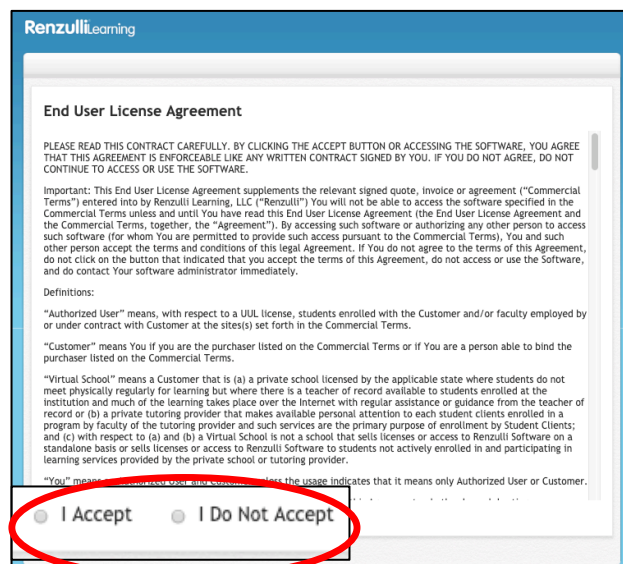 RenzulliLearning
End User License Agreement
PLEASE READ THIS CONTRACT CAREFULLY. BY CLICKING THE ACCEPT BUTTON OR ACCESSING THE SOFTWARE, YOU AGREE
THAT THIS AGREEMENT IS ENFORCEABLE LIKE ANY WRITTEN CONTRACT SIGNED BY YOU. IF YOU DO NOT AGREE, DO NOT
CONTINUE TO ACCESS OR USE THE SOFTWARE.
Important: This End User License Agreement supplements the relevant signed quote, invoice or agreement (“Commercial
Terms”) entered into by Renzulli Learning, LLC (“Renzulli”) You will not be able to access the software specified in the
Commercial Terms unless and until You have read this End User License Agreement (the End User License Agreement and
the Commercial Terms, together, the “Agreement”). By accessing such software or authorizing any other person to access
such software (for whom You are permitted to provide such access pursuant to the Commercial Terms), You and such
other person accept the terms and conditions of this legal Agreement. If You do not agree to the terms of this Agreement,
do not click on the button that indicated that you accept the terms of this Agreement, do not access or use the Software,
and do contact Your software administrator immediately.
Definitions:
“Authorized User” means, with respect to a UUL license, students enrolled with the Customer and/or faculty employed by
or under contract with Customer at the sites(s) set forth in the Commercial Terms.
“Customer” means You if you are the purchaser listed on the Commercial Terms or if You are a person able to bind the
purchaser listed on the Commercial Terms.
“Virtual School” means a Customer that is (a) a private school licensed by the applicable state where students do not
meet physically regularly for learning but where there is a teacher of record available to students enrolled at the
institution and much of the learning takes place over the Internet with regular assistance or guidance from the teacher of
record or (b) a private tutoring provider that makes available personal attention to each student clients enrolled in a
program by faculty of the tutoring provider and such services are the primary purpose of enrollment by Student Clients;
and (c) with respect to (a) and (b) a Virtual School is not a school that sells licenses or access to Renzulli Software on a
standalone basis or sells licenses or access to Renzulli Software to students not actively enrolled in and participating in
learning services provided by the private school or tutoring provider.
“You” means User and unless the usage indicates that it means only Authorized User or Customer.
I Accept I Do Not Accept